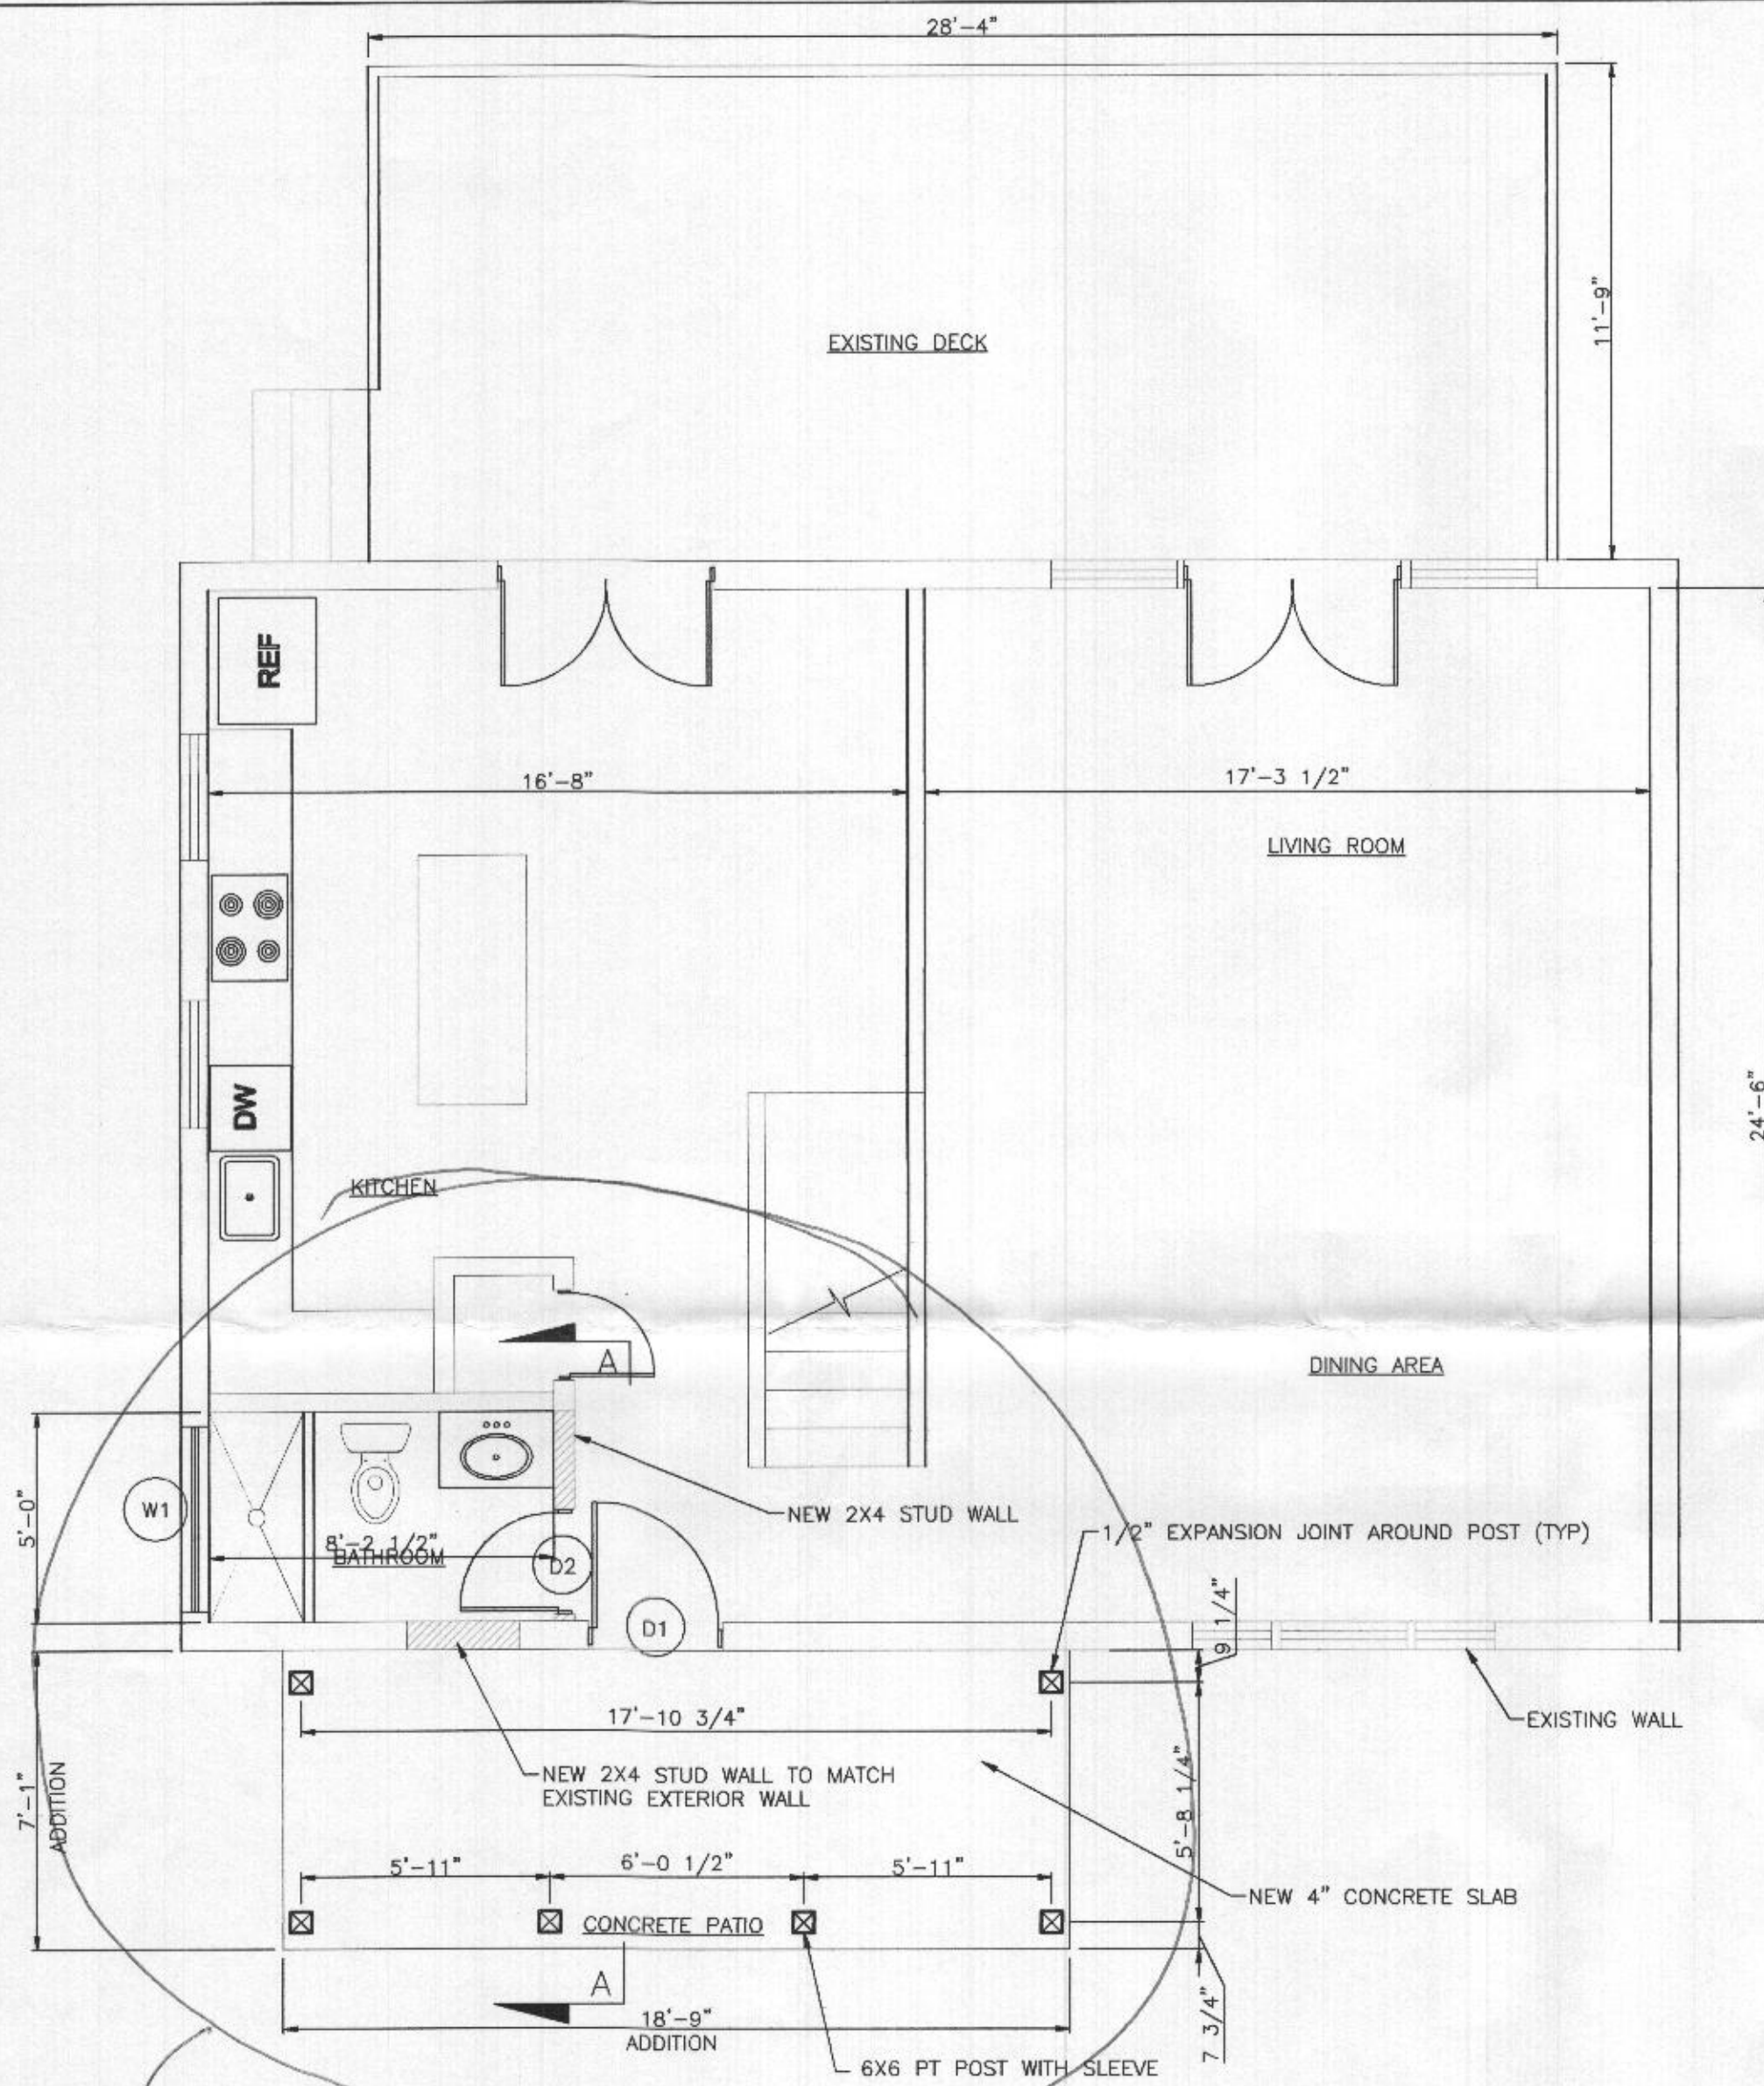 28'-4"
11'-9"
EXISTING DECK
REF
16'-8"
17'-3 1/2"
LIVING ROOM
24'-6"
DW
KITCHEN
A
DINING AREA
5'-0"
W1
NEW 2X4 STUD WALL
1/2" EXPANSION JOINT AROUND POST (TYP)
8'-2 1/2"
BATHROOM
D2
9 1/4"
D1
17'-10 3/4"
EXISTING WALL
NEW 2X4 STUD WALL TO MATCH
EXISTING EXTERIOR WALL
7'-1"
ADDITION
5'-8 1/4"
5'-11"
6'-0 1/2"
5'-11"
NEW 4" CONCRETE SLAB
CONCRETE PATIO
A
18'-9"
ADDITION
7 3/4"
6X6 PT POST WITH SLEEVE